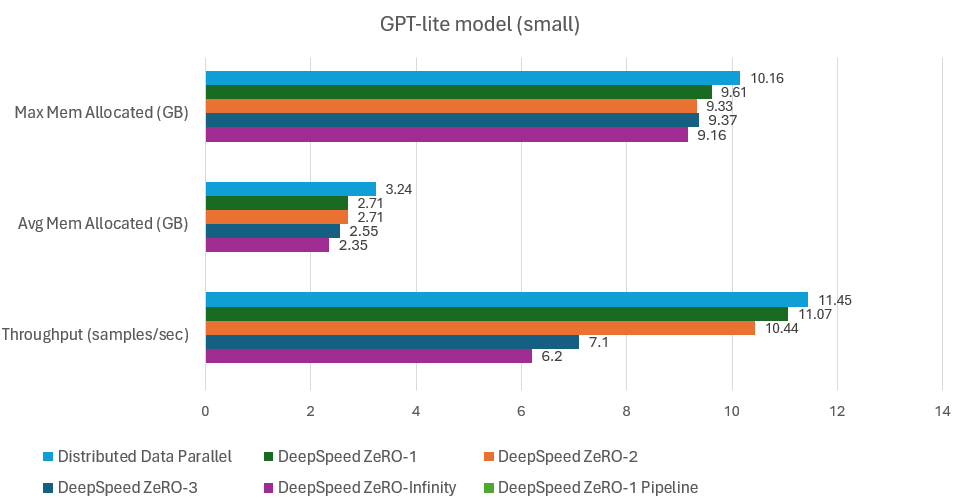 GPT-lite model (small)
Max Mem Allocated (GB)
10.16
9.61
9.33
9.37
9.16
Avg Mem Allocated (GB)
3.24
2.71
2.71
2.55
2.35
Throughput (samples/sec)
11.45
11.07
10.44
7.1
6.2
0 2 4 6 8 10 12 14
Distributed Data Parallel DeepSpeed ZeRO-1 DeepSpeed ZeRO-2
DeepSpeed ZeRO-3 DeepSpeed ZeRO-Infinity DeepSpeed ZeRO-1 Pipeline